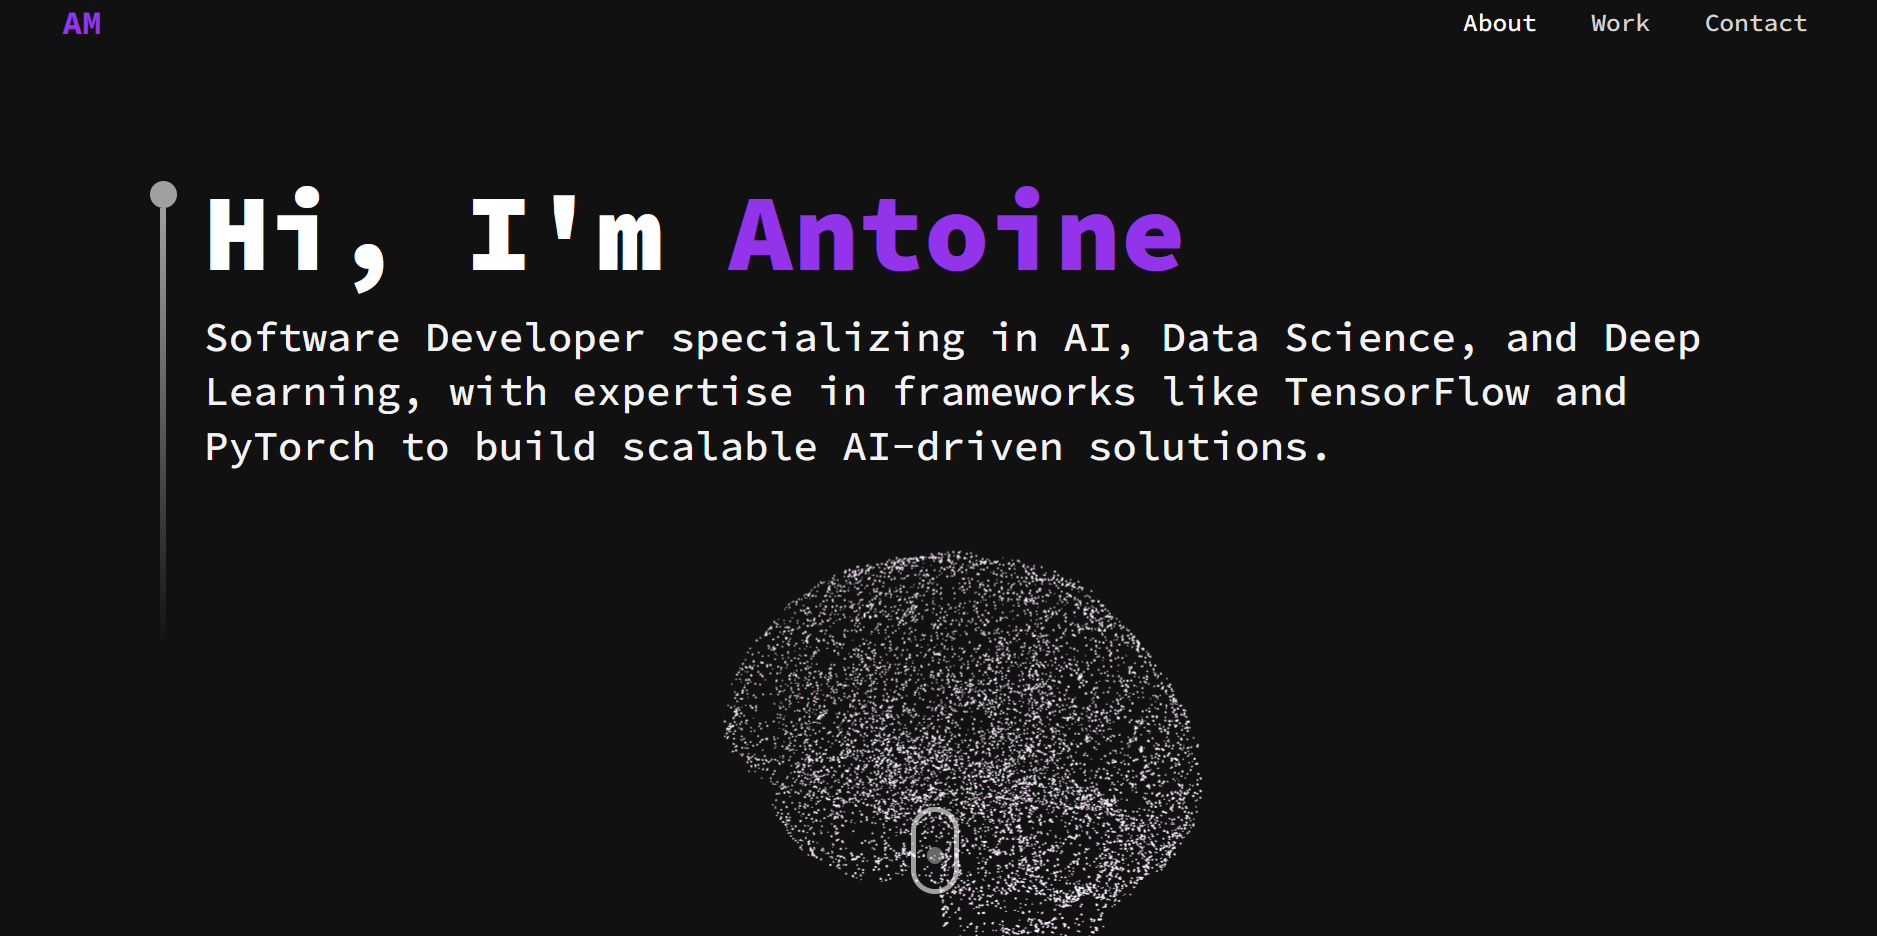 AM
About Work Contact
Hi, I'm Antoine
Software Developer specializing in AI, Data Science, and Deep
Learning, with expertise in frameworks like TensorFlow and
PyTorch to build scalable AI-driven solutions.